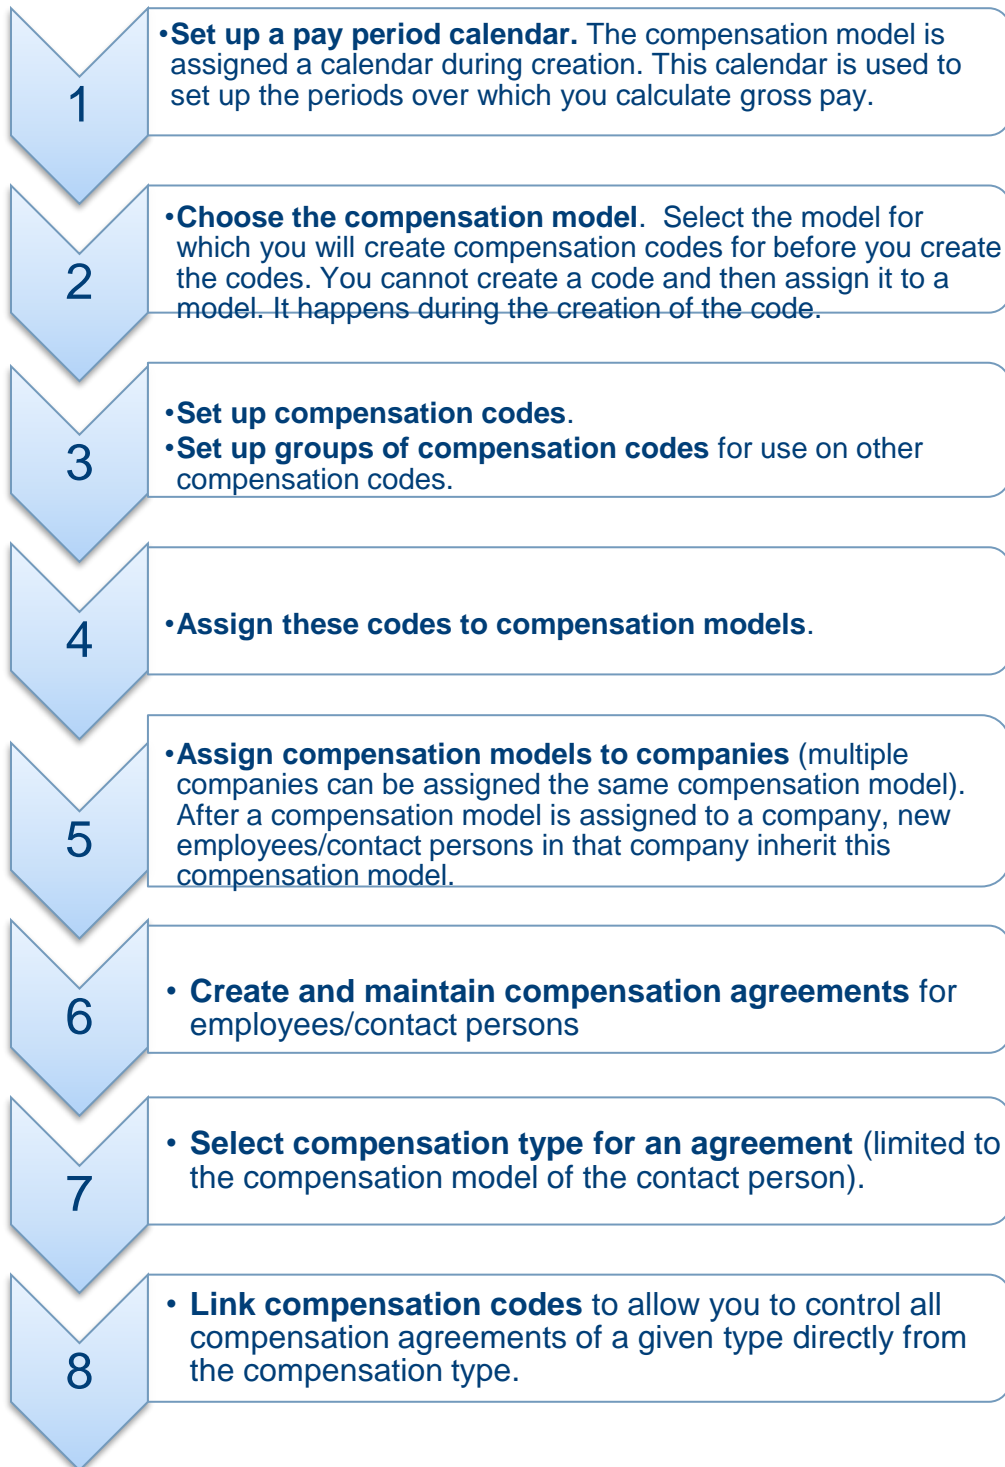 •Set up a pay period calendar. The compensation model is
assigned a calendar during creation. This calendar is used to
set up the periods over which you calculate gross pay.
1
•Choose the compensation model.  Select the model for
which you will create compensation codes for before you create
the codes. You cannot create a code and then assign it to a
model. It happens during the creation of the code.
2
•Set up compensation codes.
•Set up groups of compensation codes for use on other
compensation codes.
3
•Assign these codes to compensation models.
4
•Assign compensation models to companies (multiple
companies can be assigned the same compensation model).
After a compensation model is assigned to a company, new
employees/contact persons in that company inherit this
compensation model.
5
• Create and maintain compensation agreements for
employees/contact persons
6
• Select compensation type for an agreement (limited to
the compensation model of the contact person).
7
• Link compensation codes to allow you to control all
compensation agreements of a given type directly from
the compensation type.
8